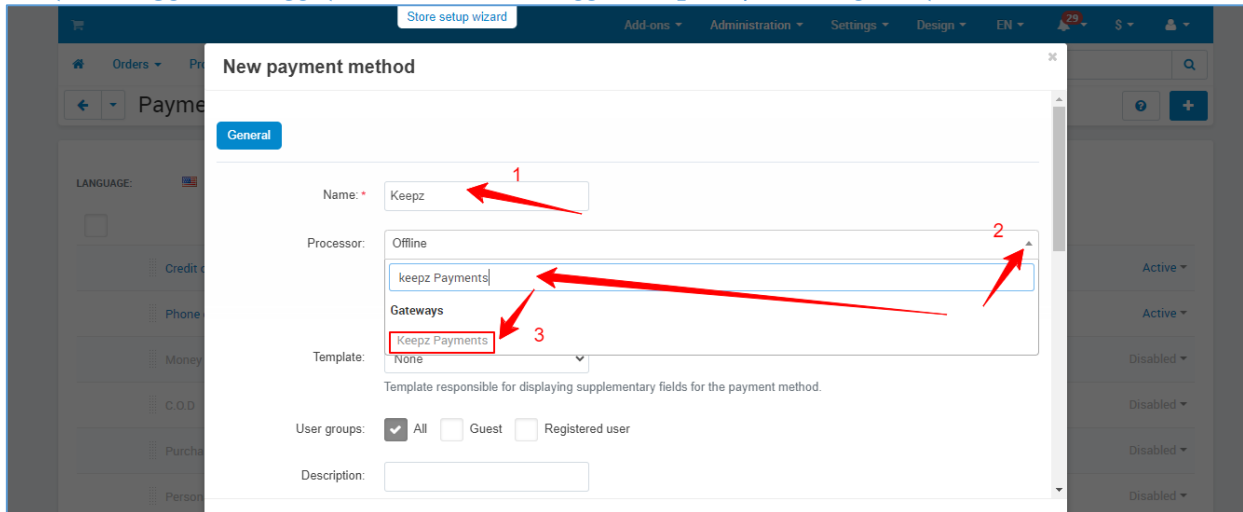 Store setup wizard
Add-ons Administration Settings Design EN 29 $
Orders Pr
New payment method ×
Payme
General
LANGUAGE:
1
Name: * Keepz
2
Processor: Offline
keepz Payments
Gateways
Keepz Payments 3
Template: None
Template responsible for displaying supplementary fields for the payment method.
User groups: All Guest Registered user
Description:
Credit c Active
Phone Active
Money Disabled
C.O.D Disabled
Purcha Disabled
Person Disabled